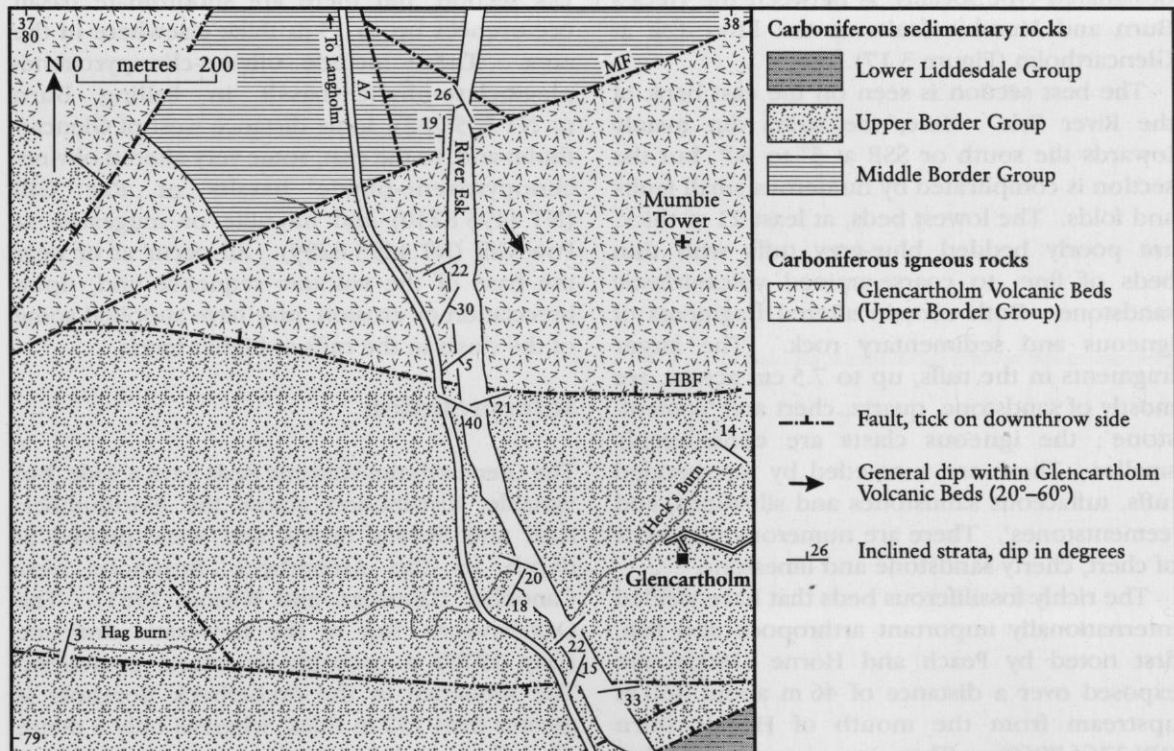 37
80
N 0 metres 200
To Langholm
A7
26
19
River Esk
MF
38
Mumbie
Tower
22
30
5
HBF
21
40
14
Heck's Burn
Glencartholm
20
18
3
Hag Burn
22
15
33
79
Carboniferous sedimentary rocks
Lower Liddesdale Group
Upper Border Group
Middle Border Group
Carboniferous igneous rocks
Glencartholm Volcanic Beds
(Upper Border Group)
Fault, tick on downthrow side
General dip within Glencartholm
Volcanic Beds (20°–60°)
26
Inclined strata, dip in degrees